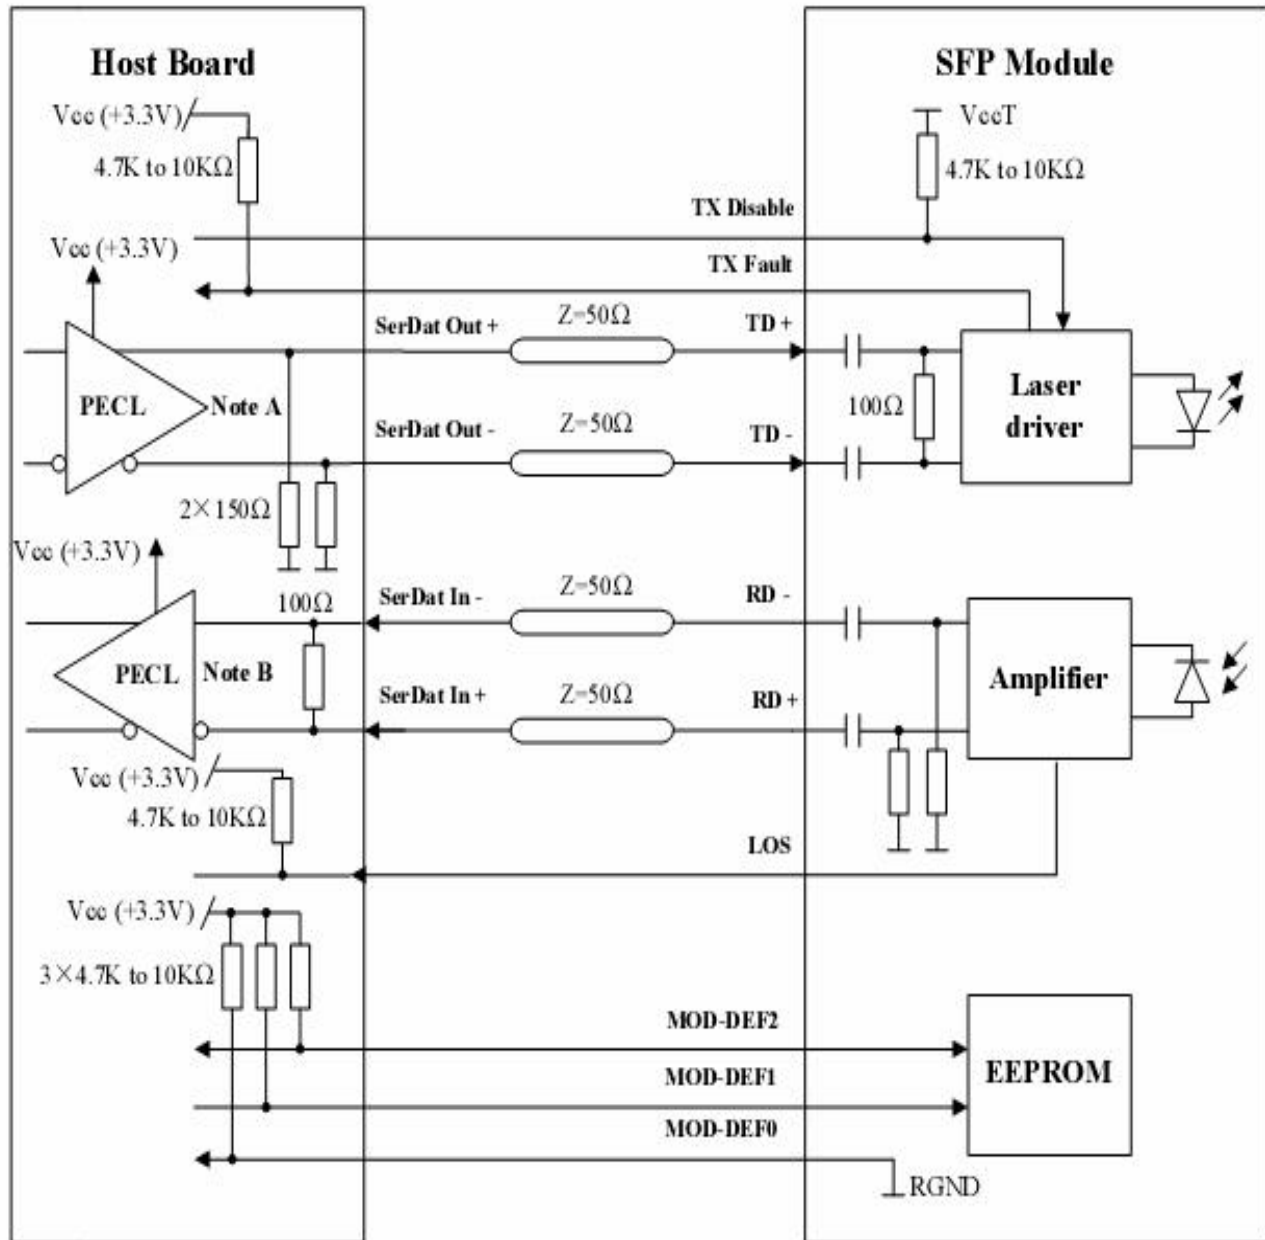 Host Board
SFP Module
Vcc (+3.3V)
4.7K to 10KΩ
VccT
4.7K to 10KΩ
TX Disable
Vcc (+3.3V)
TX Fault
SerDat Out +
Z=50Ω
TD +
PECL
Note A
100Ω
Laser
driver
SerDat Out -
Z=50Ω
TD -
2×150Ω
Vcc (+3.3V)
100Ω
SerDat In -
Z=50Ω
RD -
PECL
Note B
Amplifier
SerDat In +
Z=50Ω
RD +
Vcc (+3.3V)
4.7K to 10KΩ
LOS
Vcc (+3.3V)
3×4.7K to 10KΩ
MOD-DEF2
EEPROM
MOD-DEF1
MOD-DEF0
RGND